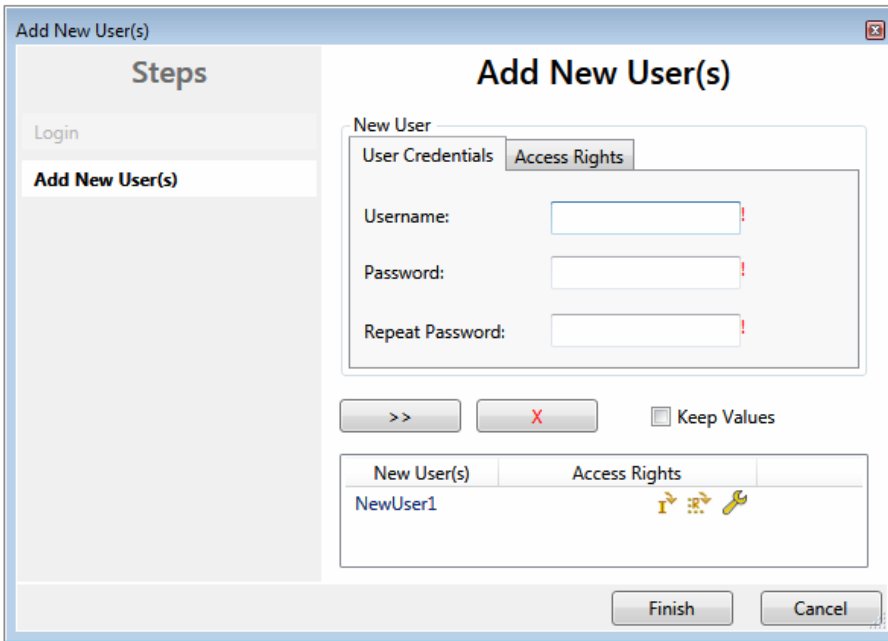 Add New User(s)
Steps
Add New User(s)
Login
Add New User(s)
New User
User Credentials
Access Rights
Username:
!
Password:
!
Repeat Password:
!
>>
X
Keep Values
New User(s)
Access Rights
NewUser1
I
R
Finish
Cancel